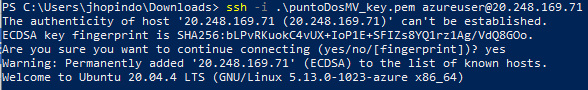 PS C:\Users\jhopindo\Downloads> ssh -i .\puntoDosMV_key.pem azureuser@20.248.169.71
The authenticity of host '20.248.169.71 (20.248.169.71)' can't be established.
ECDSA key fingerprint is SHA256:bLPvRKuokC4vUX+IoP1E+SFIZs8YQ1rz1Ag/VdQ8GOo.
Are you sure you want to continue connecting (yes/no/[fingerprint])? yes
Warning: Permanently added '20.248.169.71' (ECDSA) to the list of known hosts.
Welcome to Ubuntu 20.04.4 LTS (GNU/Linux 5.13.0-1023-azure x86_64)